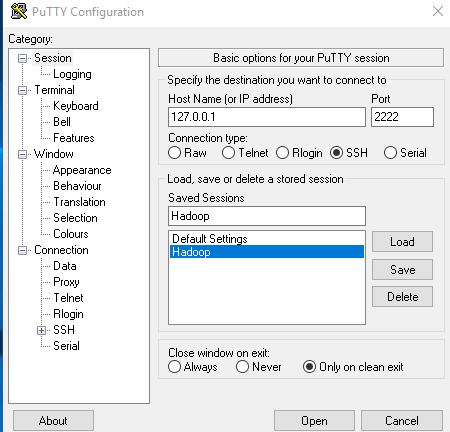 PuTTY Configuration
Category:
Session
Logging
Terminal
Keyboard
Bell
Features
Window
Appearance
Behaviour
Translation
Selection
Colours
Connection
Data
Proxy
Telnet
Rlogin
SSH
Serial
Basic options for your PuTTY session
Specify the destination you want to connect to
Host Name (or IP address) Port
127.0.0.1 2222
Connection type:
Raw Telnet Rlogin SSH Serial
Load, save or delete a stored session
Saved Sessions
Hadoop
Default Settings
Hadoop
Load
Save
Delete
Close window on exit:
Always Never Only on clean exit
About Open Cancel